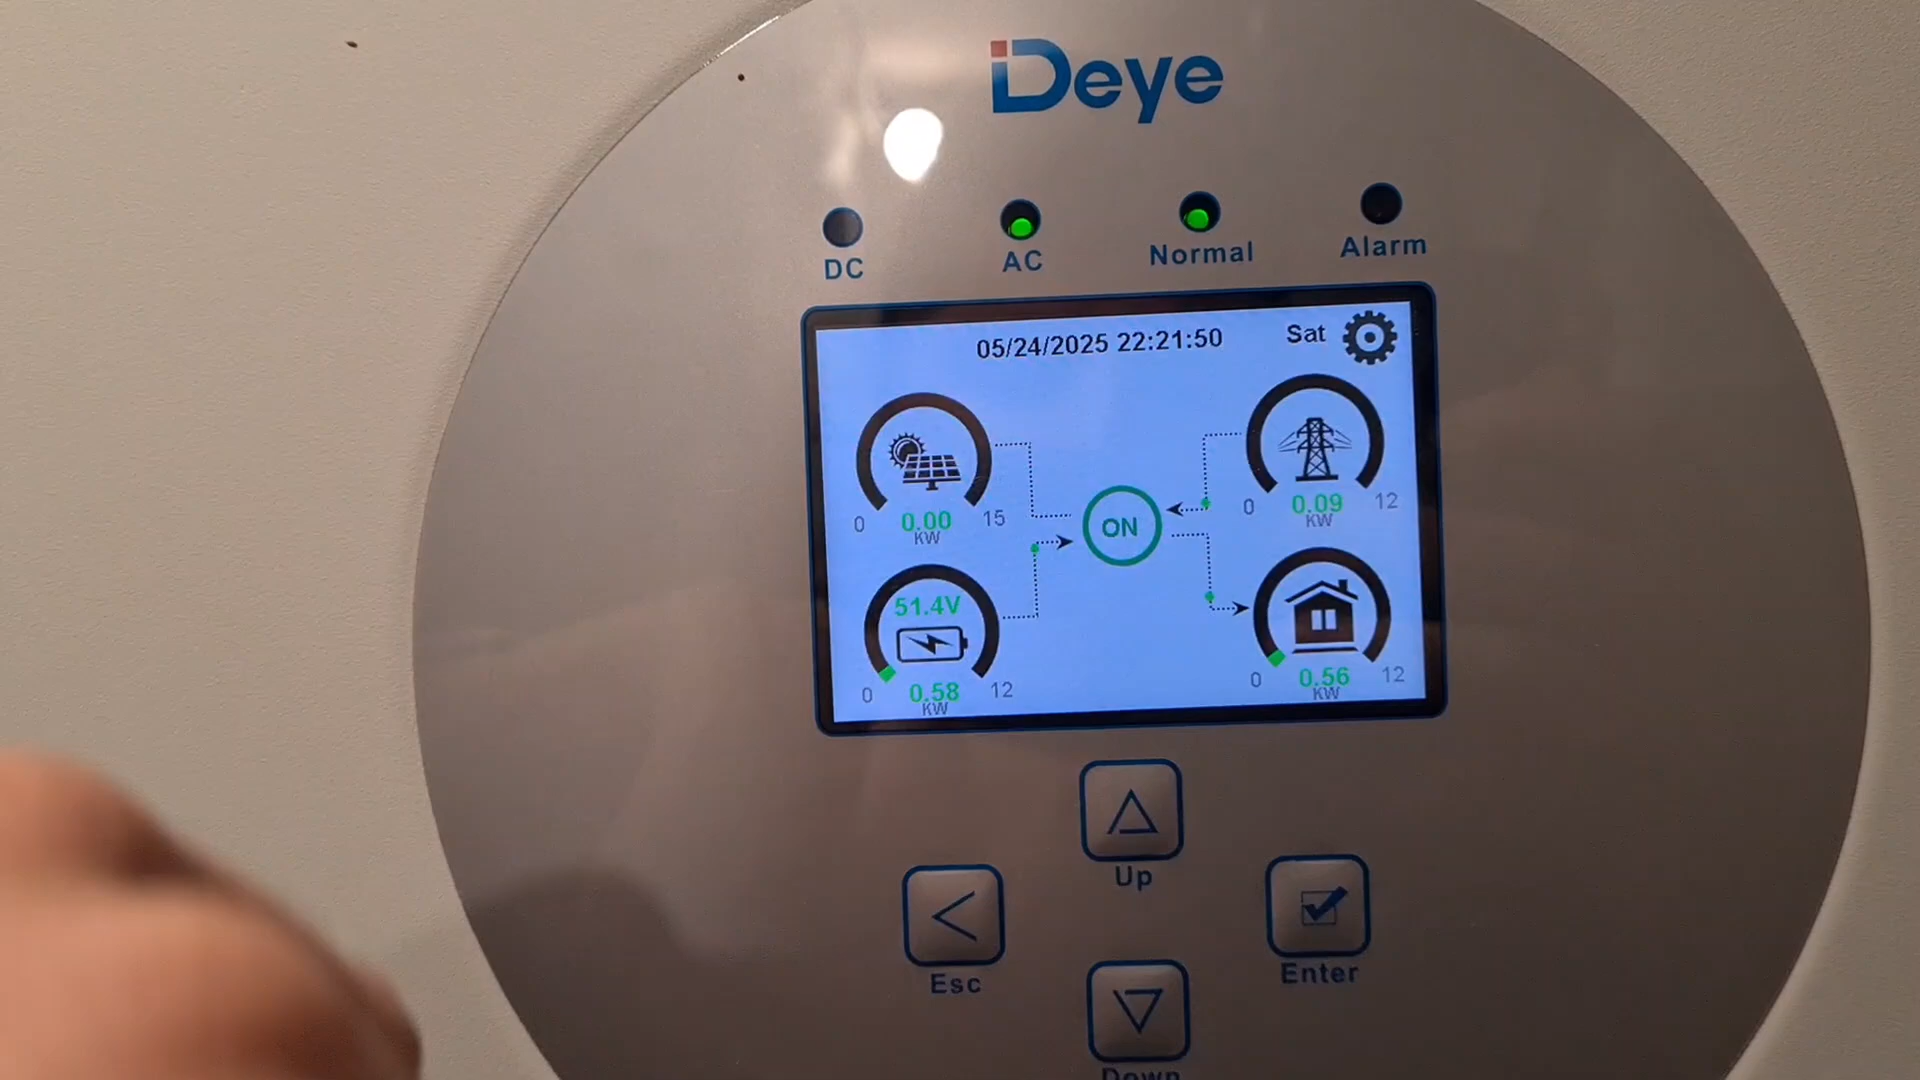 Deye
DC
AC
Normal
Alarm
05/24/2025 22:21:50
Sat
0
0.00
KW
15
ON
0
0.09
KW
12
51.4V
0
0.58
KW
12
0
0.56
KW
12
Up
Esc
Enter
Down